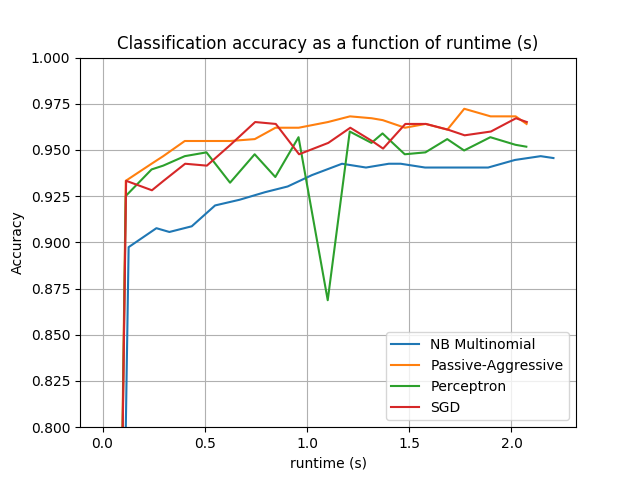 Classification accuracy as a function of runtime (s)
1.000
0.975
0.950
0.925
0.900
0.875
0.850
0.825
0.800
Accuracy
0.0 0.5 1.0 1.5 2.0
runtime (s)
NB Multinomial
Passive-Aggressive
Perceptron
SGD